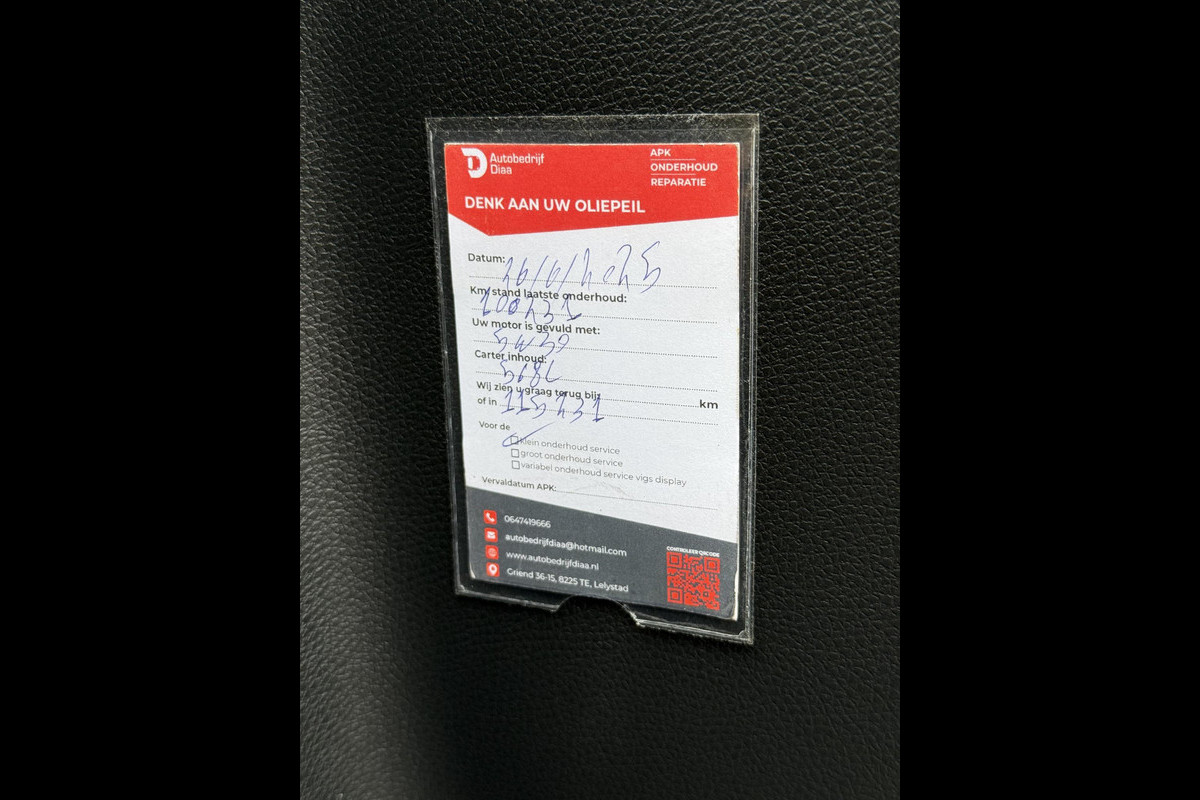 Autobedrijf
Diaa
APK
ONDERHOUD
REPARATIE
DENK AAN UW OLIEPEIL
Datum:
Km stand laatste onderhoud:
Uw motor is gevuld met:
5W30
Carter inhoud:
Wij zien u graag terug bij:
km
of in
Voor de
klein onderhoud service
groot onderhoud service
variabel onderhoud service vigs display
Vervaldatum APK:
0647419666
autobedrijfdiaa@hotmail.com
www.autobedrijfdiaa.nl
Griend 36-15, 8225 TE, Lelystad
CONTROLEER QRCODE